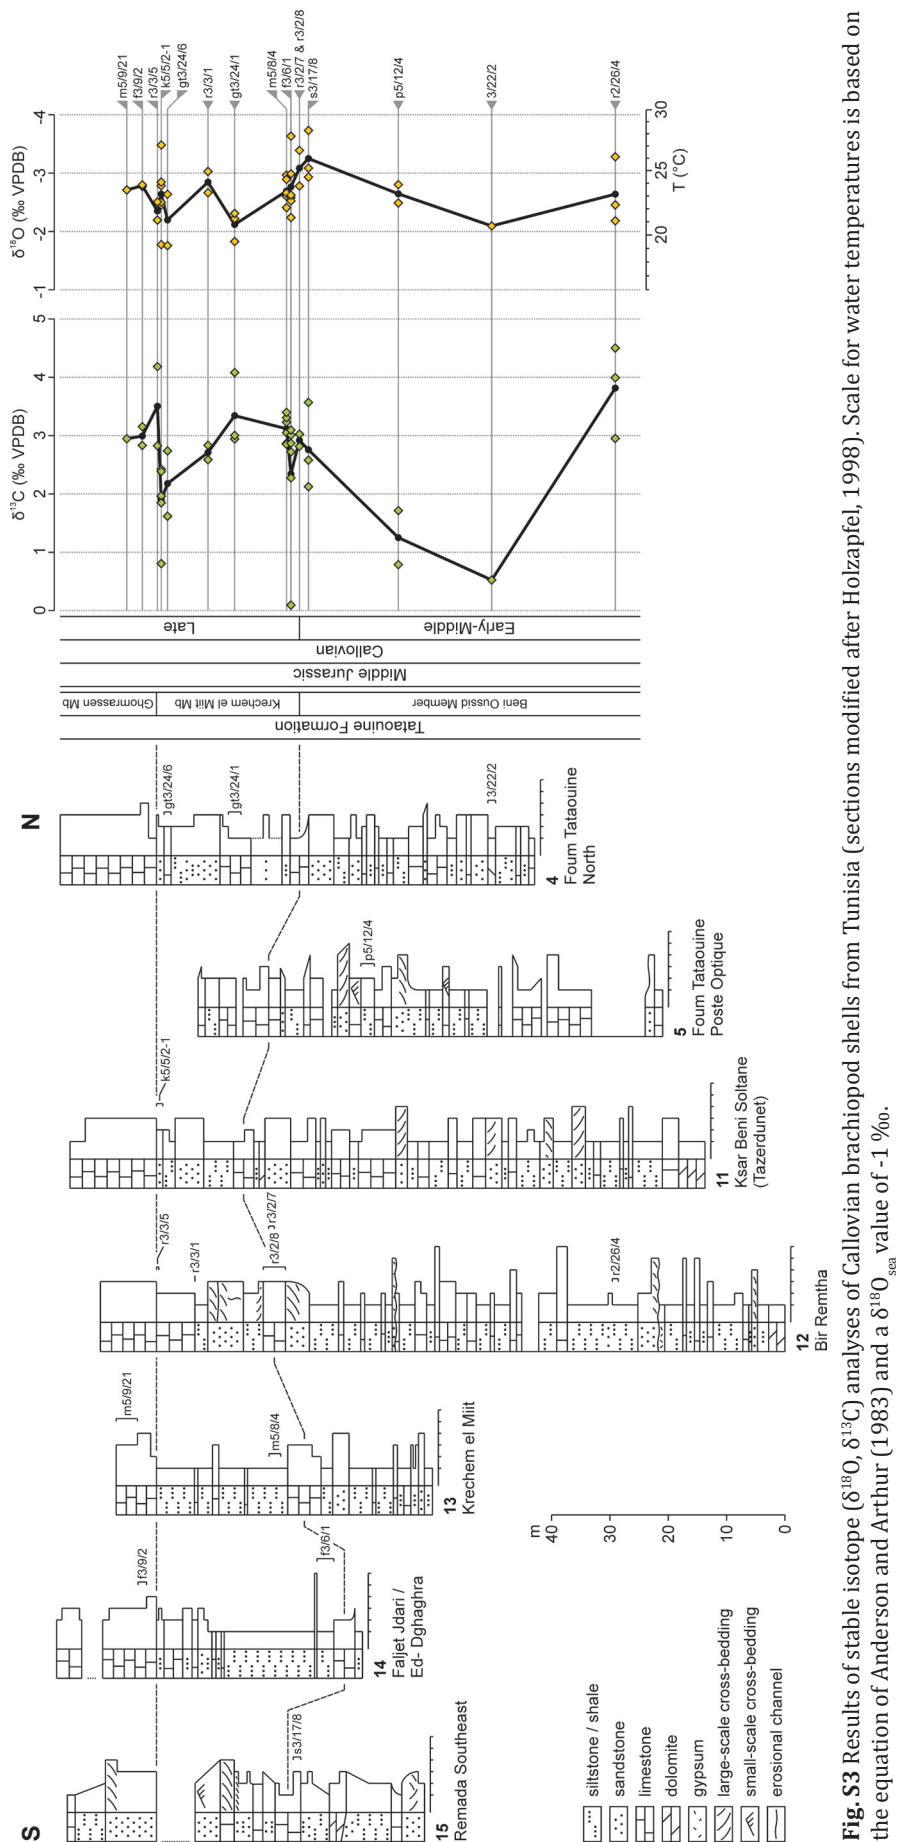 S
N
15
Remada Southeast
14
Faljet Jdari /
Ed- Dghaghra
13
Krechem el Miit
12
Bir Remtha
11
Ksar Beni Soltane
(Tazerdunet)
5
Foum Tataouine
Poste Optique
4
Foum Tataouine
North
s3/17/8
f3/9/2
f3/6/1
m5/9/21
m5/8/4
r3/3/5
r3/3/1
r3/2/8
r3/2/7
r2/26/4
k5/5/2-1
p5/12/4
gt3/24/6
gt3/24/1
3/22/2
siltstone / shale
sandstone
limestone
dolomite
gypsum
large-scale cross-bedding
small-scale cross-bedding
erosional channel
m
40
30
20
10
0
Tataouine Formation
Ghomrassen Mb
Krechem el Miit Mb
Beni Oussid Member
Middle Jurassic
Callovian
Late
Early-Middle
δ¹³C (‰ VPDB)
0 1 2 3 4 5
δ¹⁸O (‰ VPDB)
-1 -2 -3 -4
T (°C)
20 25 30
m5/9/21
f3/9/2
r3/3/5
k5/5/2-1
gt3/24/6
r3/3/1
gt3/24/1
m5/8/4
f3/6/1
r3/2/7 & r3/2/8
s3/17/8
p5/12/4
3/22/2
r2/26/4
Fig. S3 Results of stable isotope (δ¹⁸O, δ¹³C) analyses of Callovian brachiopod shells from Tunisia (sections modified after Holzapfel, 1998). Scale for water temperatures is based on
the equation of Anderson and Arthur (1983) and a δ¹⁸Osea value of -1 ‰.